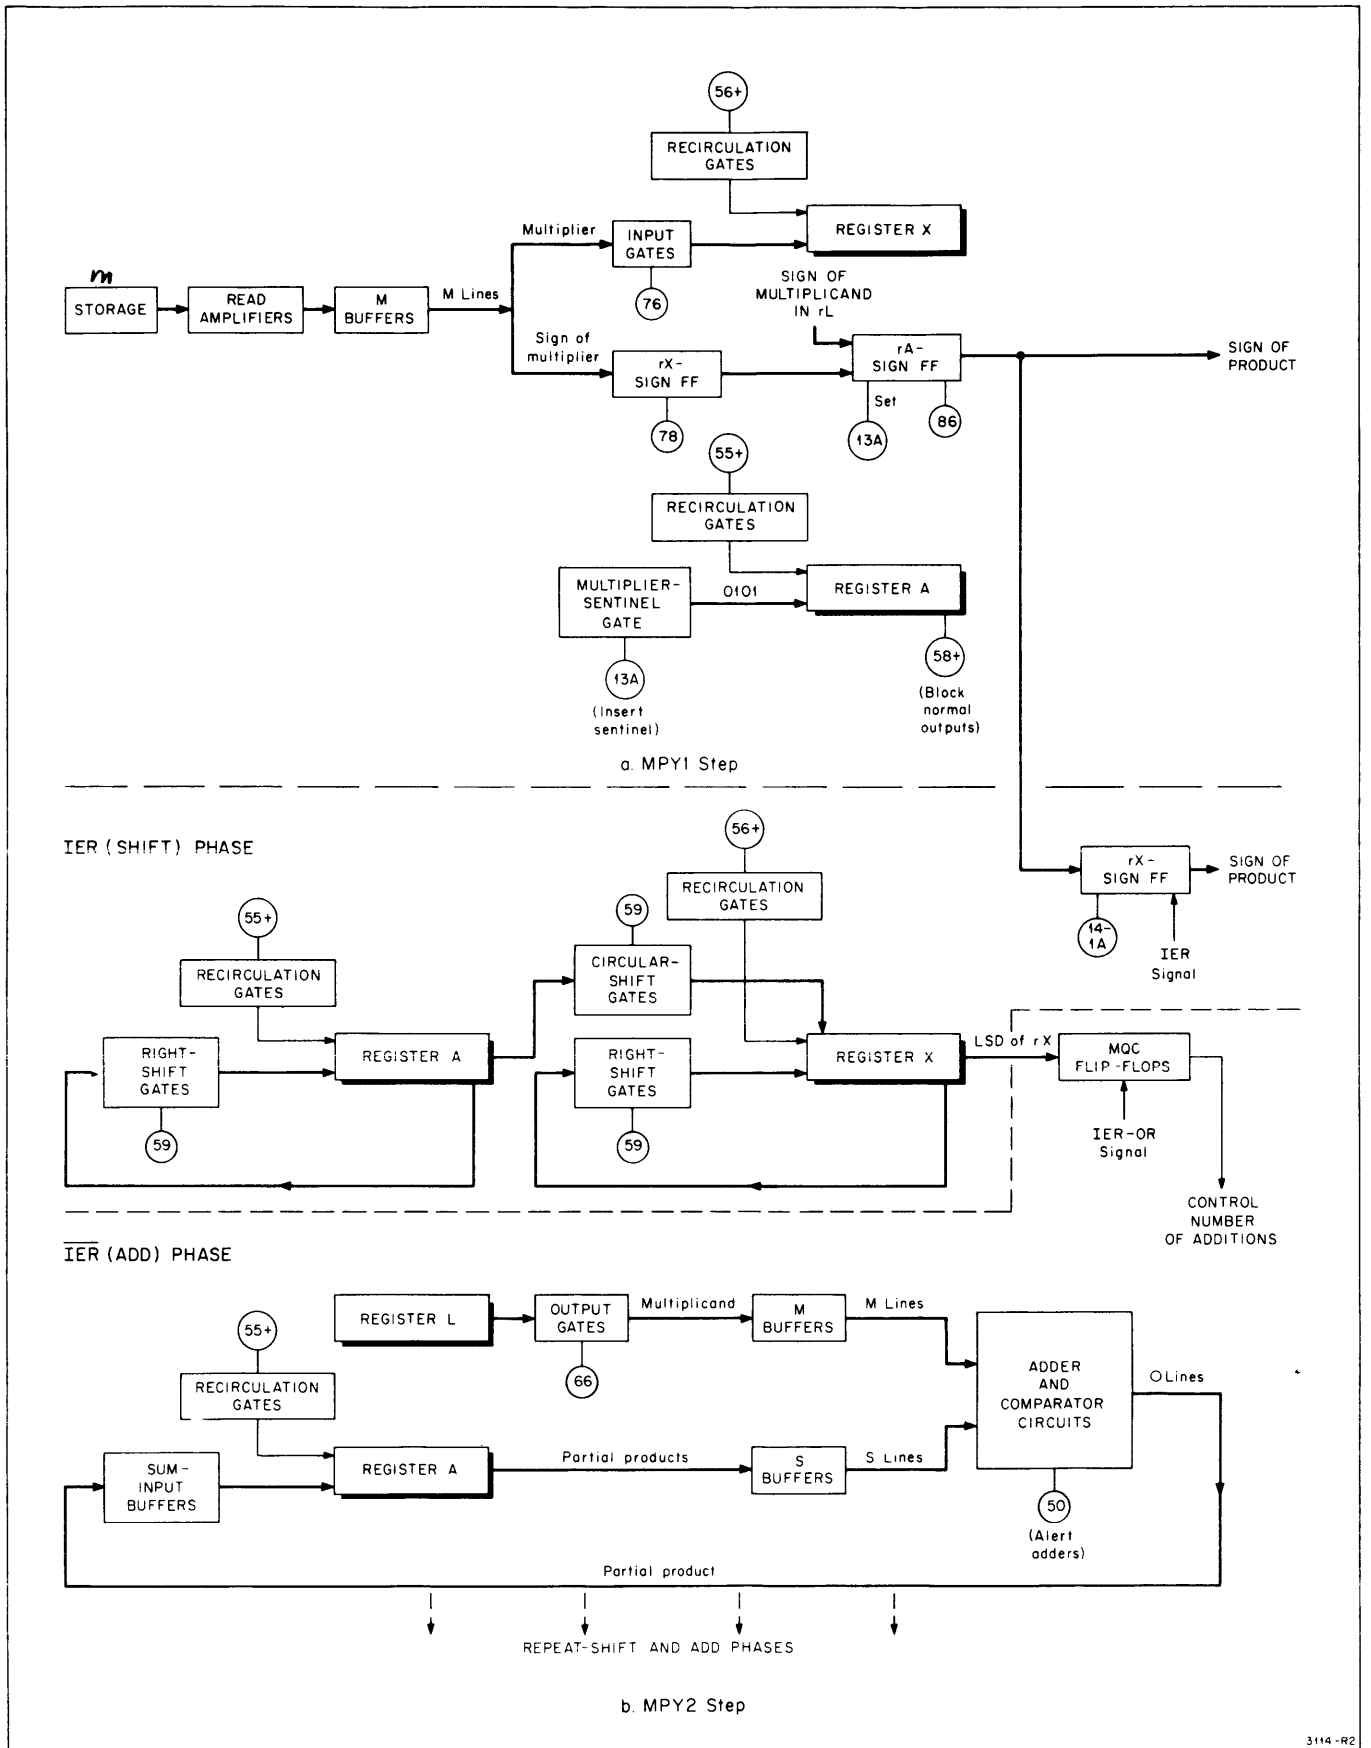 56+
RECIRCULATION
GATES
REGISTER X
Multiplier
INPUT
GATES
76
m
STORAGE
READ
AMPLIFIERS
M
BUFFERS
M Lines
SIGN OF
MULTIPLICAND
IN rL
Sign of
multiplier
rX-
SIGN FF
78
rA-
SIGN FF
Set
13A
86
SIGN OF
PRODUCT
55+
RECIRCULATION
GATES
MULTIPLIER-
SENTINEL
GATE
0101
REGISTER A
13A
(Insert
sentinel)
58+
(Block
normal
outputs)
a. MPY1 Step
IER (SHIFT) PHASE
56+
RECIRCULATION
GATES
rX-
SIGN FF
SIGN OF
PRODUCT
14-
1A
IER
Signal
55+
RECIRCULATION
GATES
59
CIRCULAR-
SHIFT
GATES
RIGHT-
SHIFT
GATES
59
REGISTER A
RIGHT-
SHIFT
GATES
59
REGISTER X
LSD of rX
MQC
FLIP-FLOPS
IER-OR
Signal
CONTROL
NUMBER
OF ADDITIONS
IER (ADD) PHASE
REGISTER L
OUTPUT
GATES
66
Multiplicand
M
BUFFERS
M Lines
55+
RECIRCULATION
GATES
ADDER
AND
COMPARATOR
CIRCUITS
O Lines
SUM-
INPUT
BUFFERS
REGISTER A
Partial products
S
BUFFERS
S Lines
50
(Alert
adders)
Partial product
REPEAT-SHIFT AND ADD PHASES
b. MPY2 Step
3114-R2